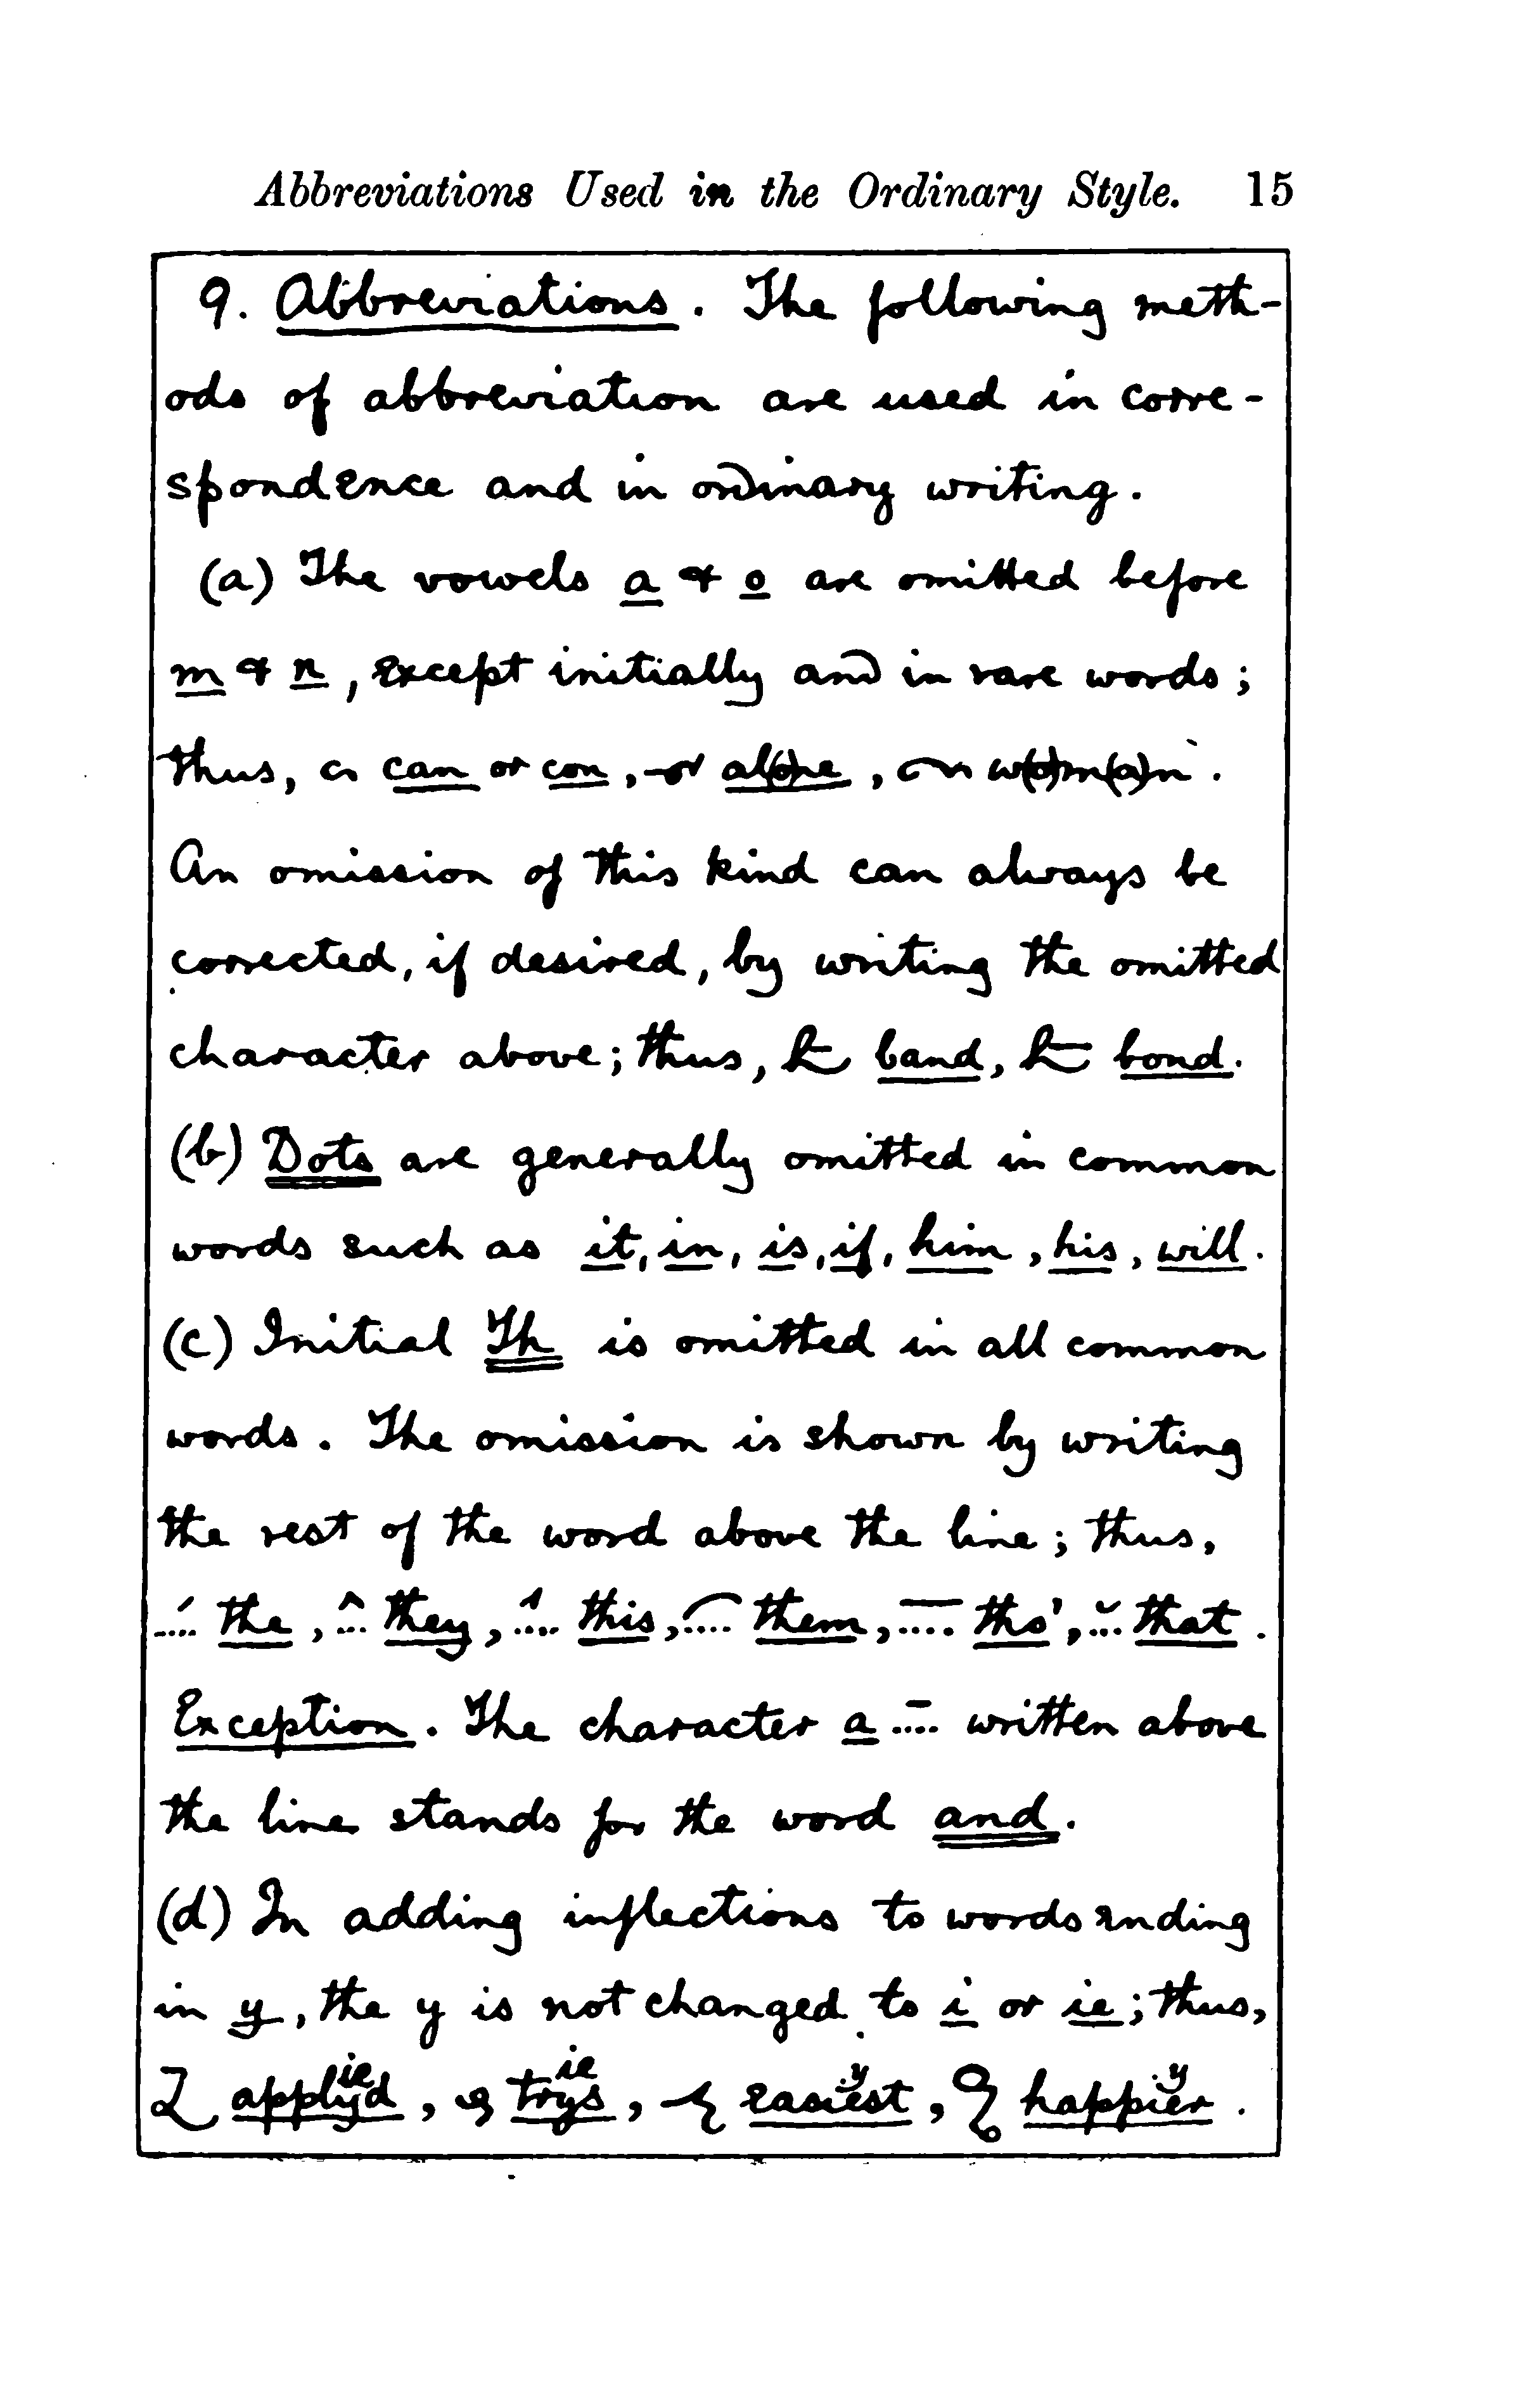 Abbreviations Used in the Ordinary Style. 15
9. Abbreviations. The following meth-
ods of abbreviation are used in corre-
spondence and in ordinary writing.
(a) The vowels a & o are omitted before
m & n, except initially and in rare words;
thus, can or con, al(o)ne, w(o)m(a)n.
An omission of this kind can always be
corrected, if desired, by writing the omitted
character above; thus, band, bond.
(b) Dots are generally omitted in common
words such as it, in, is, if, him, his, will.
(c) Initial Th is omitted in all common
words. The omission is shown by writing
the rest of the word above the line; thus,
the, they, this, them, tho', that.
Exception. The character a written above
the line stands for the word and.
(d) In adding inflections to words ending
in y, the y is not changed to i or ie; thus,
applyd, trys, easiest, happier.